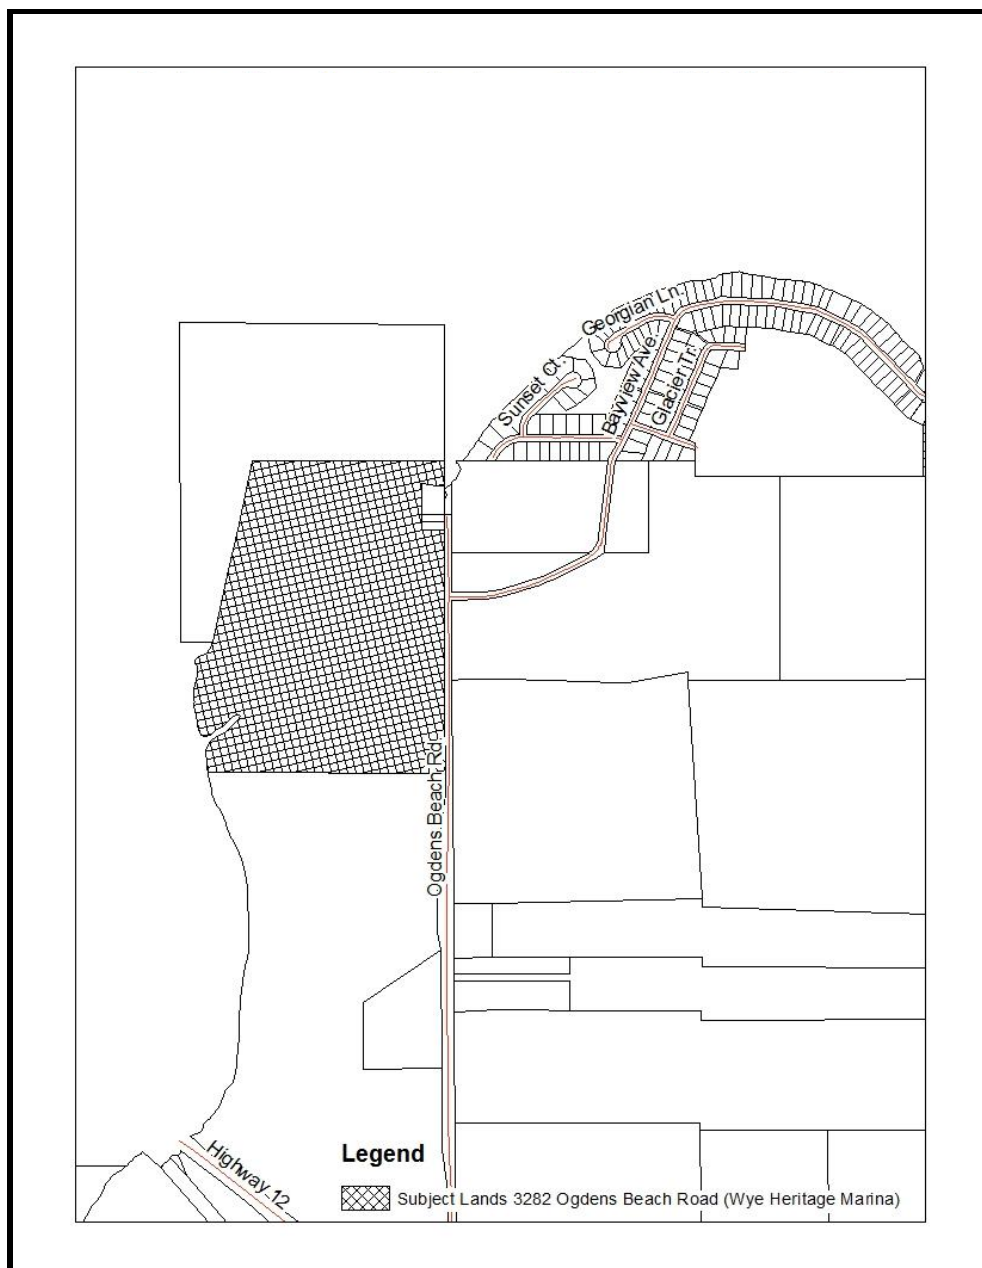 Georgian Ln.
Sunset Ct.
Bayview Ave.
Glacier Tr.
Ogdens Beach Rd.
Highway 12
Legend
Subject Lands 3282 Ogdens Beach Road (Wye Heritage Marina)